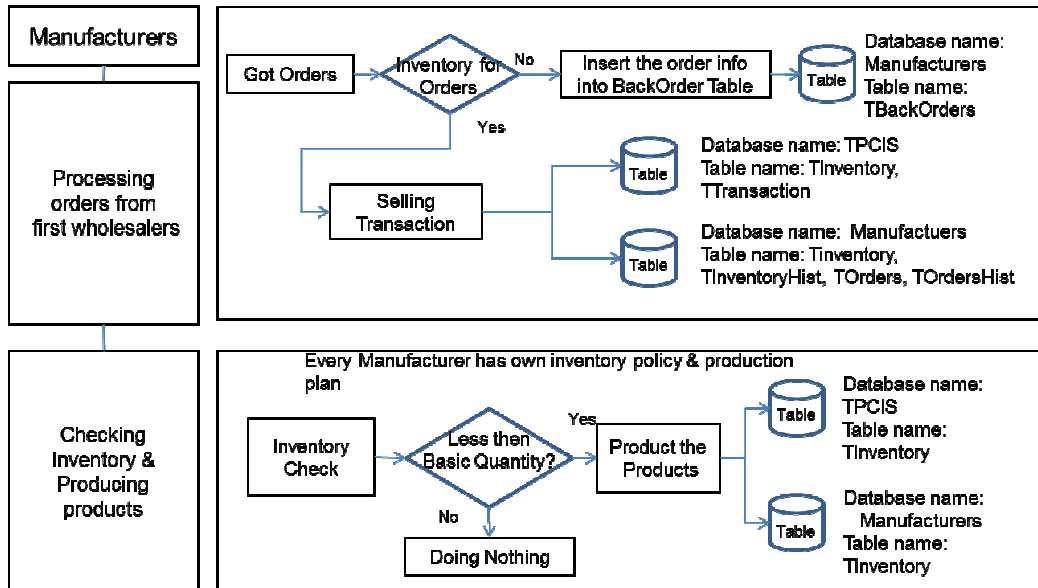 Manufacturers
Processing
orders from
first wholesalers
Got Orders
Inventory for
Orders
No
Yes
Insert the order info
into BackOrder Table
Table
Database name:
Manufacturers
Table name:
TBackOrders
Selling
Transaction
Table
Database name: TPCIS
Table name: TInventory,
TTransaction
Table
Database name: Manufactuers
Table name: Tinventory,
TInventoryHist, TOrders, TOrdersHist
Checking
Inventory &
Producing
products
Every Manufacturer has own inventory policy & production
plan
Inventory
Check
Less then
Basic Quantity?
Yes
No
Product the
Products
Doing Nothing
Table
Database name:
TPCIS
Table name:
TInventory
Table
Database name:
Manufacturers
Table name:
TInventory